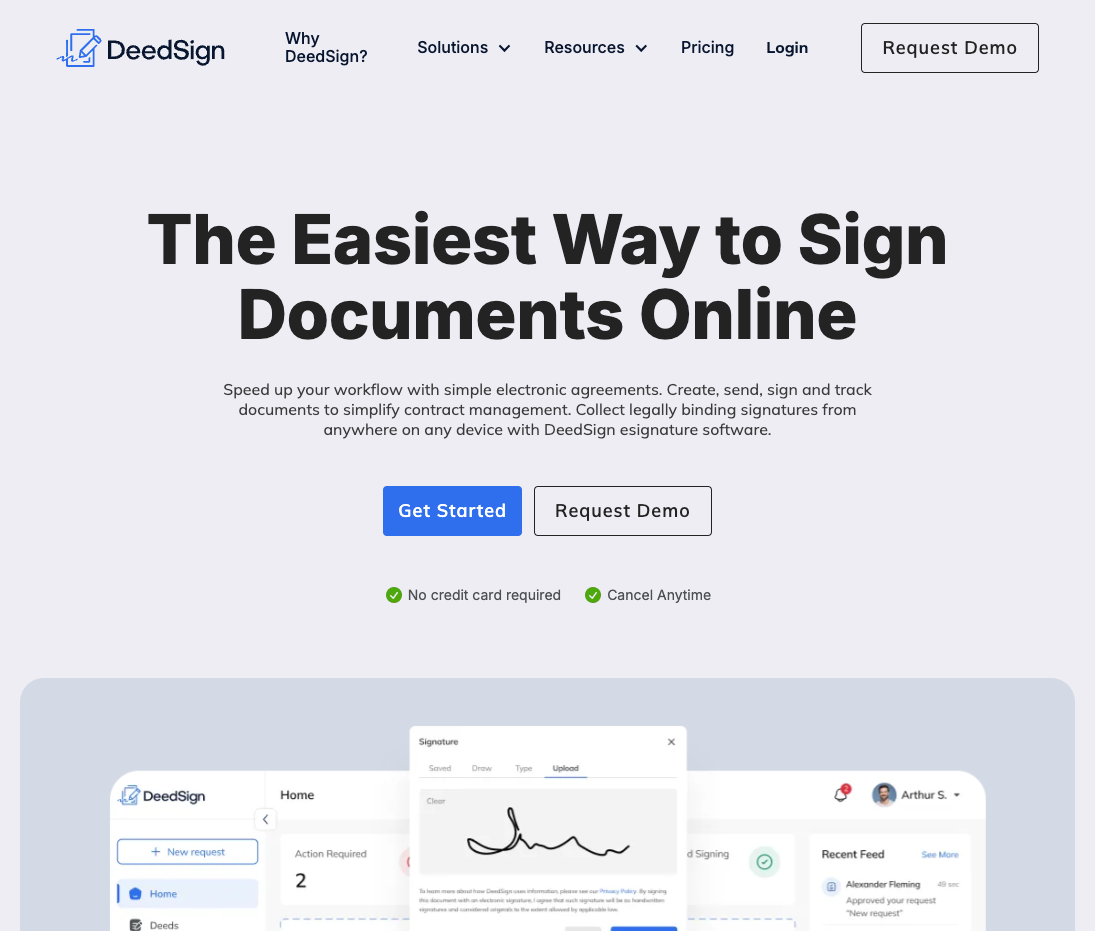 DeedSign
Why
DeedSign?
Solutions
Resources
Pricing
Login
Request Demo
The Easiest Way to Sign
Documents Online
Speed up your workflow with simple electronic agreements. Create, send, sign and track
documents to simplify contract management. Collect legally binding signatures from
anywhere on any device with DeedSign esignature software.
Get Started
Request Demo
No credit card required
Cancel Anytime
DeedSign
+ New request
Home
Deeds
Home
Action Required
2
Signature
Saved
Draw
Type
Upload
Clear
To learn more about how DeedSign uses information, please see our Privacy Policy. By signing
this document with an electronic signature, I agree that such signature will be as handwritten
signatures and considered originals to the extent allowed by applicable law.
d Signing
2
Arthur S.
Recent Feed
See More
Alexander Fleming
49 sec
Approved your request
"New request"